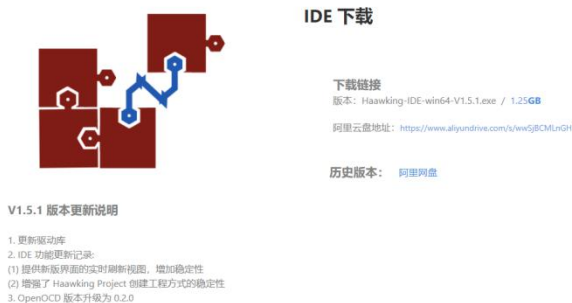 IDE 下载
下载链接
版本：Haawking-IDE-win64-V1.5.1.exe / 1.25GB
阿里云盘地址：https://www.aliyundrive.com/s/wwSjBCMLnGH
历史版本： 阿里网盘
V1.5.1 版本更新说明
1. 更新驱动库
2. IDE 功能更新记录:
(1) 提供新版界面的实时刷新视图，增加稳定性
(2) 增强了 Haawking Project 创建工程方式的稳定性
3. OpenOCD 版本升级为 0.2.0